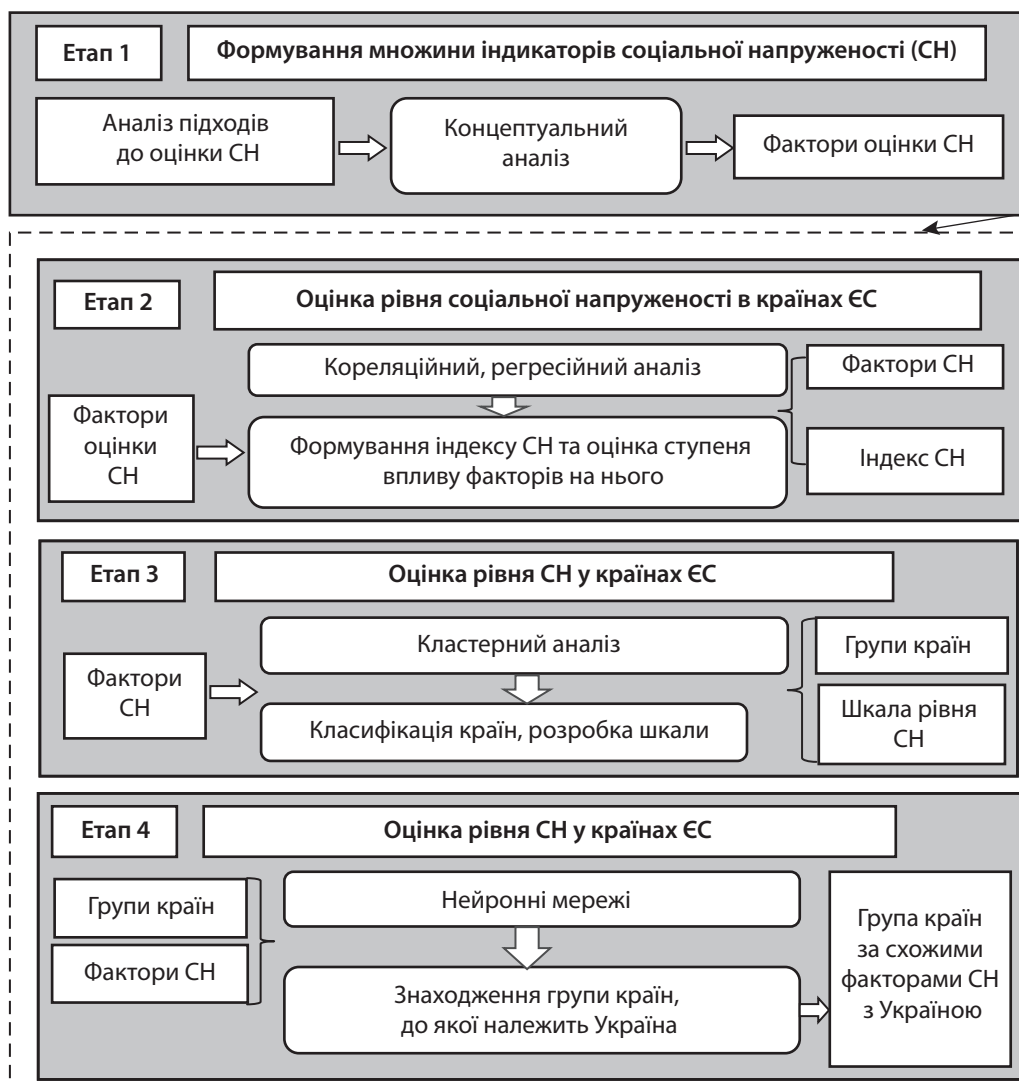 Етап 1
Формування множини індикаторів соціальної напруженості (СН)
Аналіз підходів
до оцінки СН
Концептуальний
аналіз
Фактори оцінки СН
Етап 2
Оцінка рівня соціальної напруженості в країнах ЄС
Фактори
оцінки
СН
Кореляційний, регресійний аналіз
Формування індексу СН та оцінка ступеня
впливу факторів на нього
Фактори СН
Індекс СН
Етап 3
Оцінка рівня СН у країнах ЄС
Фактори
СН
Кластерний аналіз
Класифікація країн, розробка шкали
Групи країн
Шкала рівня
СН
Етап 4
Оцінка рівня СН у країнах ЄС
Групи країн
Фактори СН
Нейронні мережі
Знаходження групи країн,
до якої належить Україна
Група країн
за схожими
факторами СН
з Україною